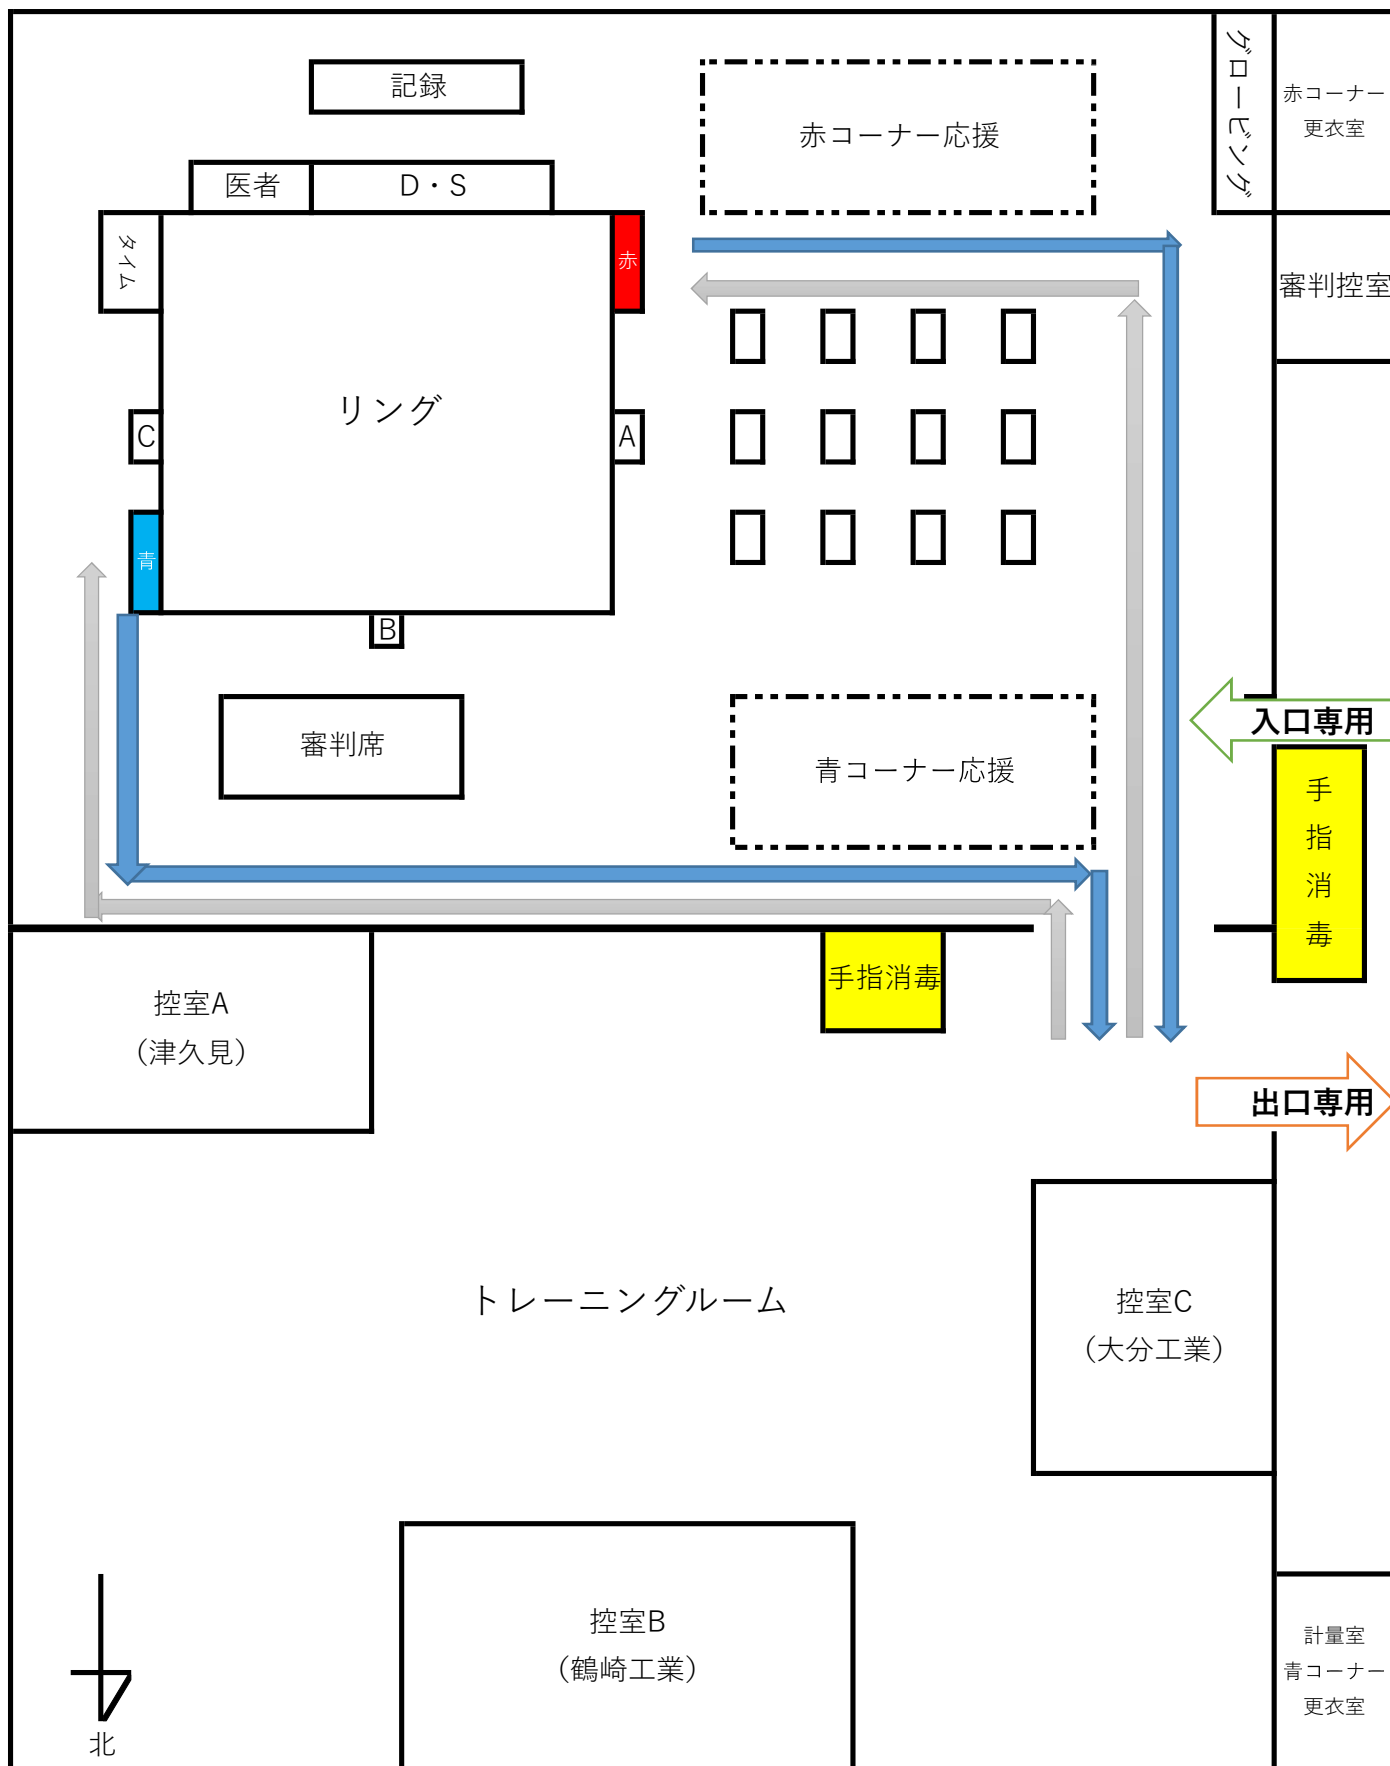 記録
赤コーナー応援
グロービング
赤コーナー
更衣室
医者
D・S
タイム
赤
審判控室
リング
C
A
青
B
入口専用
審判席
青コーナー応援
手指消毒
手指消毒
控室A
(津久見)
出口専用
トレーニングルーム
控室C
(大分工業)
控室B
(鶴崎工業)
計量室
青コーナー
更衣室
北